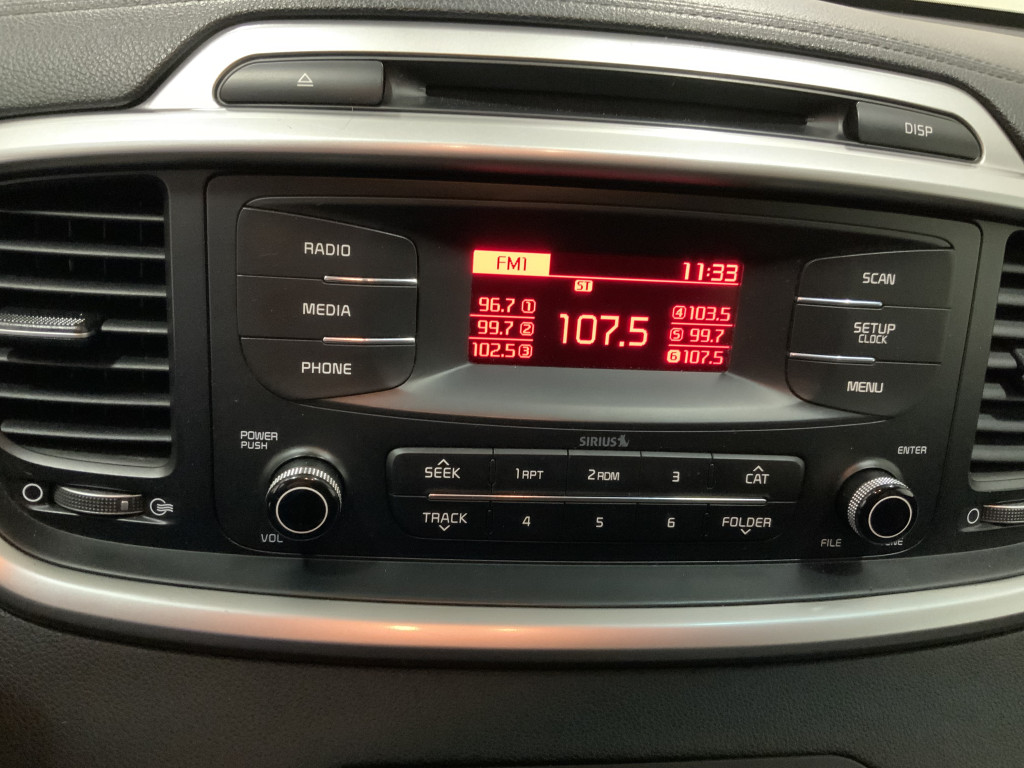 DISP
RADIO
MEDIA
PHONE
FM1 11:33
ST
96.7 1
99.7 2
102.5 3
107.5
4 103.5
5 99.7
6 107.5
SCAN
SETUP
CLOCK
MENU
SIRIUS
POWER
PUSH
VOL
SEEK 1 RPT 2 RDM 3 CAT
TRACK 4 5 6 FOLDER
ENTER
FILE